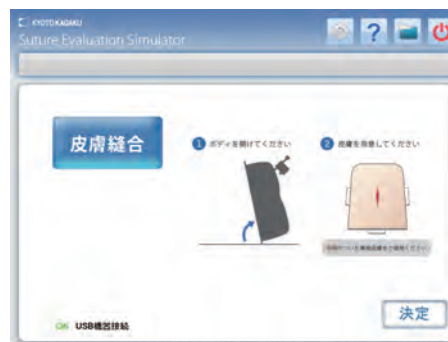 KYOTO KAGAKU
Suture Evaluation Simulator
?
皮膚縫合
1 ボディを開けてください
2 皮膚を用意してください
決定
OK USB機器接続